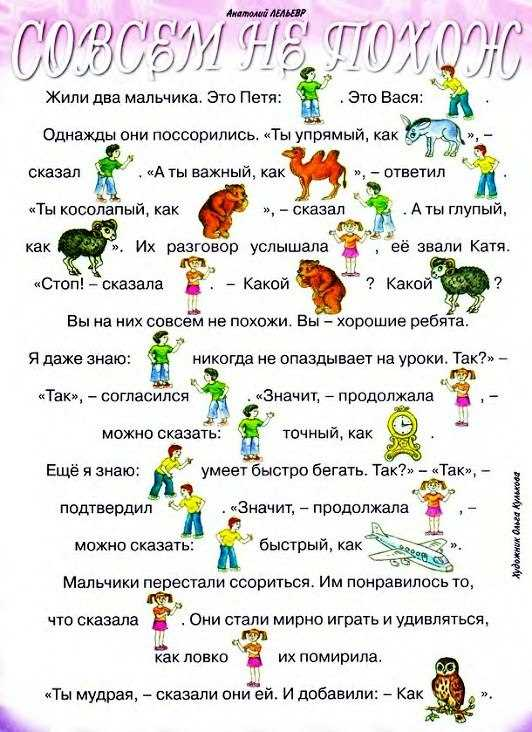 Анатолий ЛЕЛЬЕВР
СОВСЕМ НЕ ПОХОЖ
Жили два мальчика. Это Петя: . Это Вася: .
Однажды они поссорились. «Ты упрямый, как », –
сказал . «А ты важный, как », – ответил .
«Ты косолапый, как », – сказал . А ты глупый,
как ». Их разговор услышала , её звали Катя.
«Стоп! – сказала . – Какой ? Какой ?
Вы на них совсем не похожи. Вы – хорошие ребята.
Я даже знаю: никогда не опаздывает на уроки. Так?» –
«Так», – согласился . «Значит, – продолжала , –
можно сказать: точный, как .
Ещё я знаю: умеет быстро бегать. Так?» – «Так», –
подтвердил . «Значит, – продолжала , –
можно сказать: быстрый, как ».
Мальчики перестали ссориться. Им понравилось то,
что сказала . Они стали мирно играть и удивляться,
как ловко их помирила.
«Ты мудрая, – сказали они ей. И добавили: – Как ».
Художник Ольга Кулькова